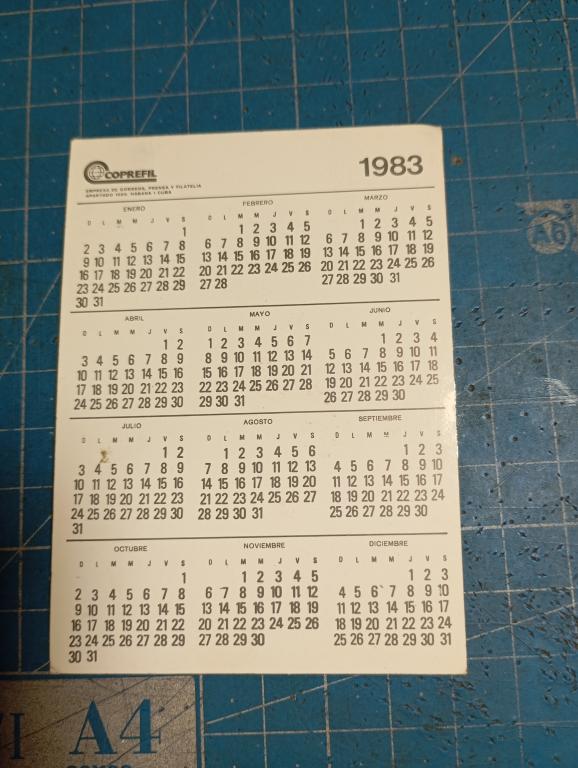 COPREFIL
1983
EMPRESA DE CORREOS, PRENSA Y FILATELIA
APARTADO 1000, HABANA 1 CUBA
ENERO
D L M M J V S
1
2 3 4 5 6 7 8
9 10 11 12 13 14 15
16 17 18 19 20 21 22
23 24 25 26 27 28 29
30 31
FEBRERO
D L M M J V S
1 2 3 4 5
6 7 8 9 10 11 12
13 14 15 16 17 18 19
20 21 22 23 24 25 26
27 28
MARZO
D L M M J V S
1 2 3 4 5
6 7 8 9 10 11 12
13 14 15 16 17 18 19
20 21 22 23 24 25 26
27 28 29 30 31
ABRIL
D L M M J V S
1 2
3 4 5 6 7 8 9
10 11 12 13 14 15 16
17 18 19 20 21 22 23
24 25 26 27 28 29 30
MAYO
D L M M J V S
1 2 3 4 5 6 7
8 9 10 11 12 13 14
15 16 17 18 19 20 21
22 23 24 25 26 27 28
29 30 31
JUNIO
D L M M J V S
1 2 3 4
5 6 7 8 9 10 11
12 13 14 15 16 17 18
19 20 21 22 23 24 25
26 27 28 29 30
JULIO
D L M M J V S
1 2
3 4 5 6 7 8 9
10 11 12 13 14 15 16
17 18 19 20 21 22 23
24 25 26 27 28 29 30
31
AGOSTO
D L M M J V S
1 2 3 4 5 6
7 8 9 10 11 12 13
14 15 16 17 18 19 20
21 22 23 24 25 26 27
28 29 30 31
SEPTIEMBRE
D L M M J V S
1 2 3
4 5 6 7 8 9 10
11 12 13 14 15 16 17
18 19 20 21 22 23 24
25 26 27 28 29 30
OCTUBRE
D L M M J V S
1
2 3 4 5 6 7 8
9 10 11 12 13 14 15
16 17 18 19 20 21 22
23 24 25 26 27 28 29
30 31
NOVIEMBRE
D L M M J V S
1 2 3 4 5
6 7 8 9 10 11 12
13 14 15 16 17 18 19
20 21 22 23 24 25 26
27 28 29 30
DICIEMBRE
D L M M J V S
1 2 3
4 5 6 7 8 9 10
11 12 13 14 15 16 17
18 19 20 21 22 23 24
25 26 27 28 29 30 31
A6
A4